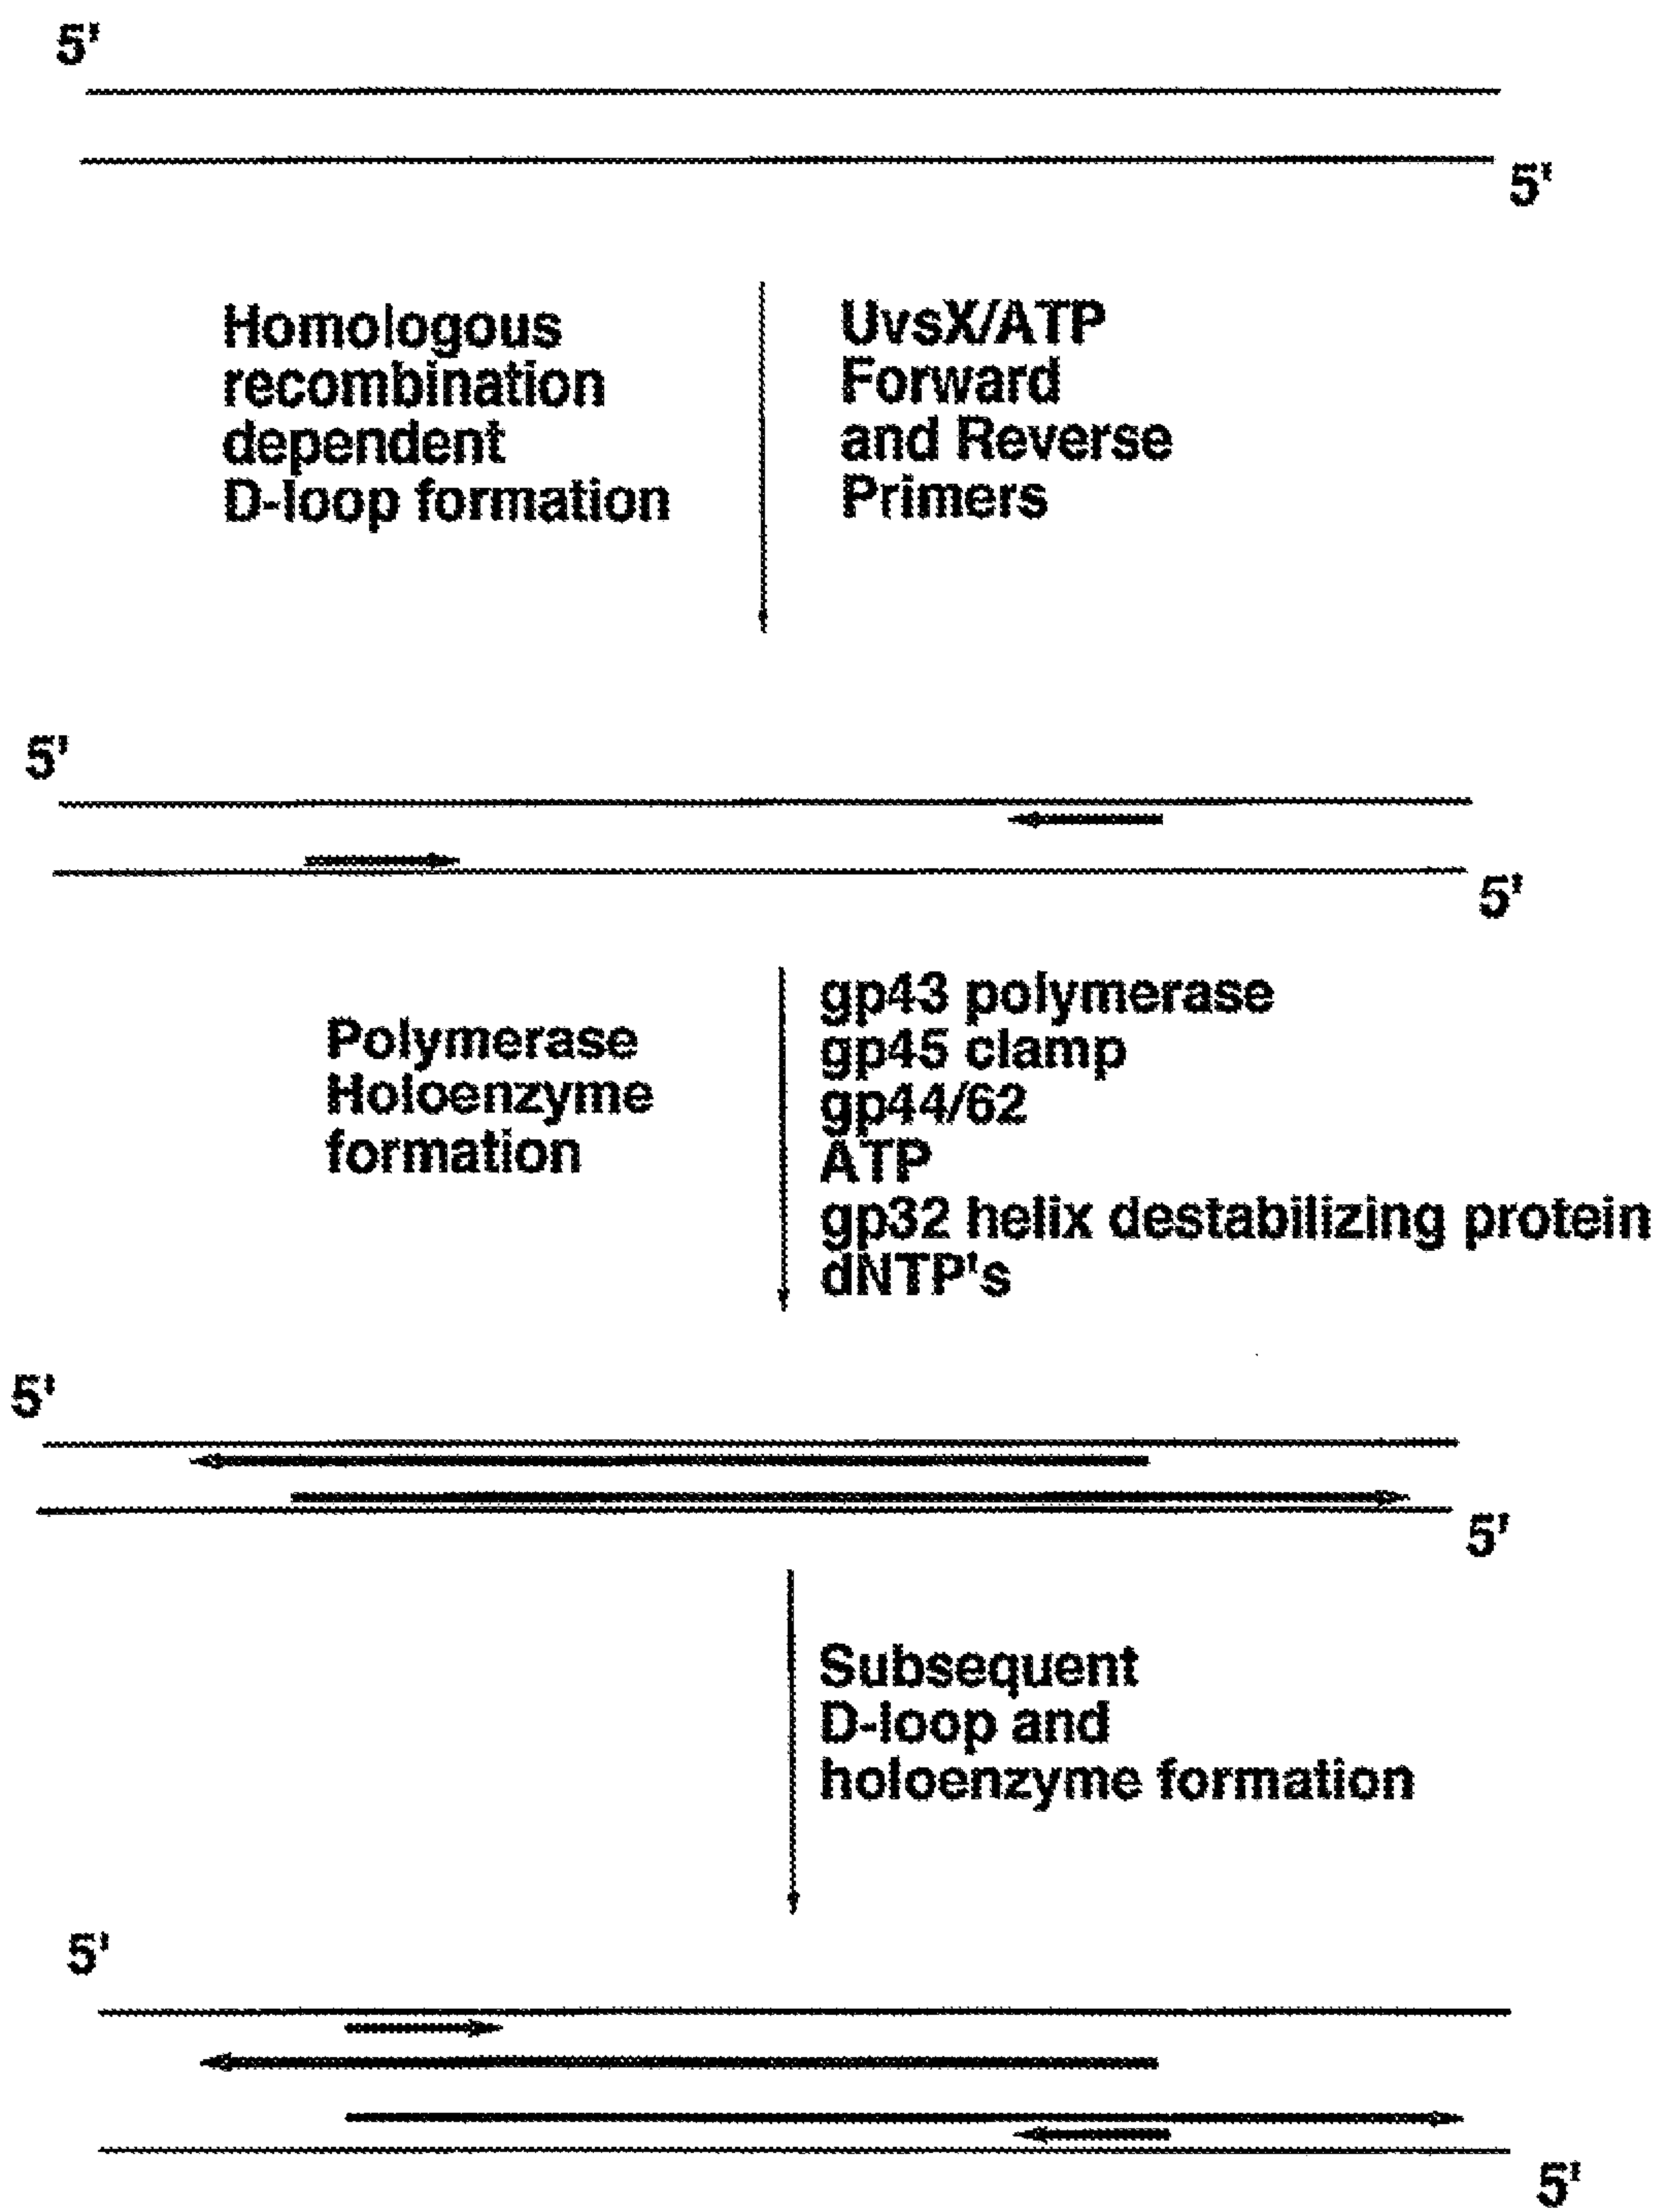 5'
5'
Homologous
recombination
dependent
D-loop formation
UvsX/ATP
Forward
and Reverse
Primers
5'
5'
Polymerase
Holoenzyme
formation
gp43 polymerase
gp45 clamp
gp44/62
ATP
gp32 helix destabilizing protein
dNTP's
5'
5'
Subsequent
D-loop and
holoenzyme formation
5'
5'